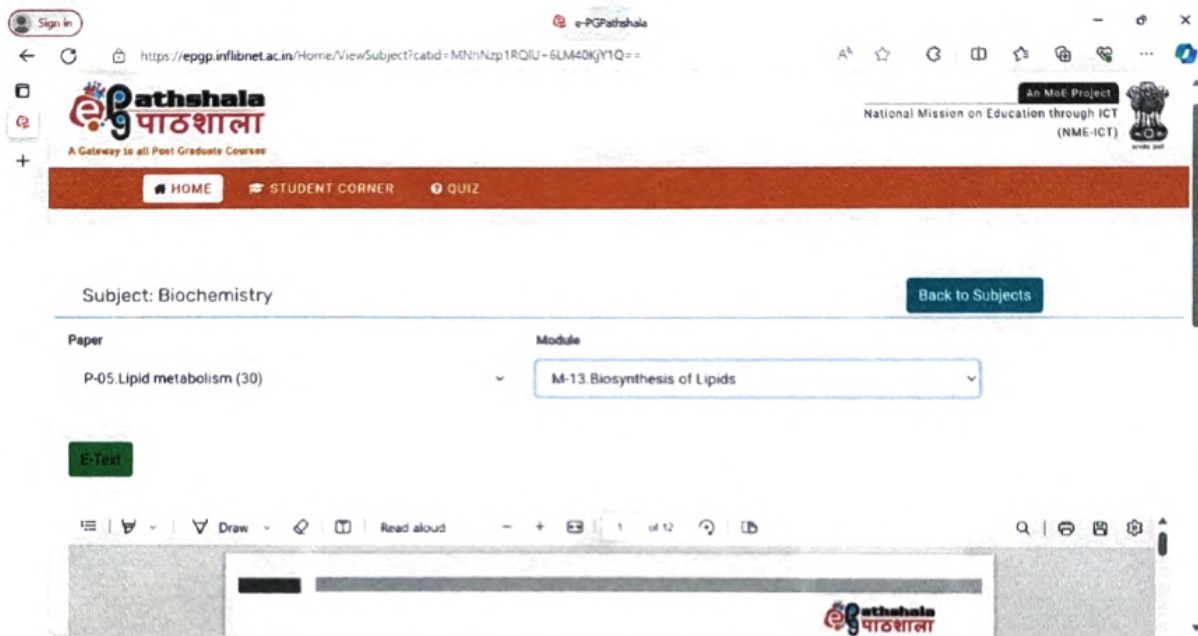 Sign in
e-PGPathshala
https://epgp.inflibnet.ac.in/Home/ViewSubject?catid=MNhNzp1RQIU+6LM40KjY1Q==
ePG athshala
पाठशाला
A Gateway to all Post Graduate Courses
An MoE Project
National Mission on Education through ICT
(NME-ICT)
HOME
STUDENT CORNER
QUIZ
Subject: Biochemistry
Back to Subjects
Paper
Module
P-05.Lipid metabolism (30)
M-13.Biosynthesis of Lipids
E-Text
Draw
Read aloud
1 of 12
athshala
पाठशाला